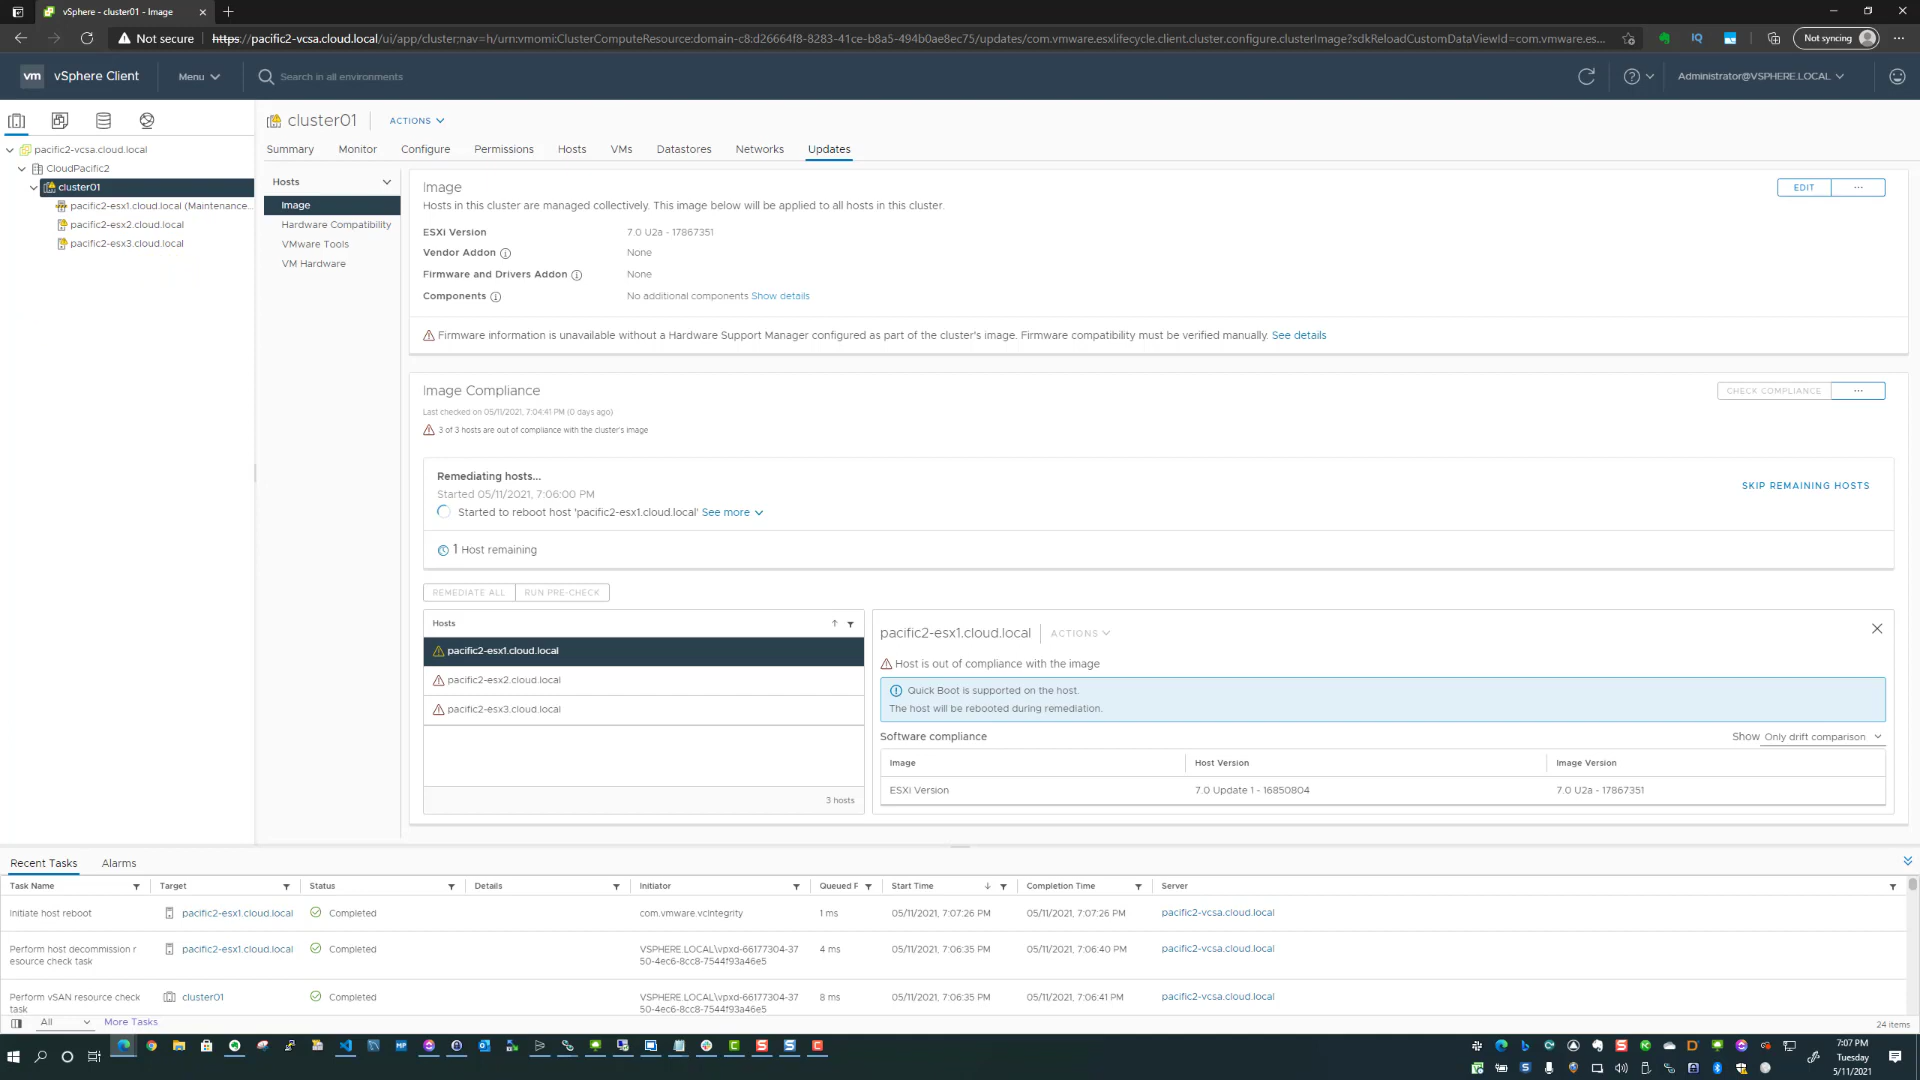 vSphere - cluster01 - Image
Not secure
https://pacific2-vcsa.cloud.local/ui/app/cluster;nav=h/urn:vmomi:ClusterComputeResource:domain-c8:d26664f8-8283-41ce-b8a5-494b0ae8ec75/updates/com.vmware.esxlifecycle.client.cluster.configure.clusterImage?sdkReloadCustomDataViewId=com.vmware.es...
Not syncing
vm vSphere Client
Menu
Search in all environments
Administrator@VSPHERE.LOCAL
pacific2-vcsa.cloud.local
CloudPacific2
cluster01
pacific2-esx1.cloud.local (Maintenance...
pacific2-esx2.cloud.local
pacific2-esx3.cloud.local
cluster01
ACTIONS
Summary Monitor Configure Permissions Hosts VMs Datastores Networks Updates
Hosts
Image
Hardware Compatibility
VMware Tools
VM Hardware
Image
EDIT ...
Hosts in this cluster are managed collectively. This image below will be applied to all hosts in this cluster.
ESXi Version 7.0 U2a - 17867351
Vendor Addon None
Firmware and Drivers Addon None
Components No additional components Show details
Firmware information is unavailable without a Hardware Support Manager configured as part of the cluster's image. Firmware compatibility must be verified manually. See details
Image Compliance
CHECK COMPLIANCE ...
Last checked on 05/11/2021, 7:04:41 PM (0 days ago)
3 of 3 hosts are out of compliance with the cluster's image
Remediating hosts...
SKIP REMAINING HOSTS
Started 05/11/2021, 7:06:00 PM
Started to reboot host 'pacific2-esx1.cloud.local' See more
1 Host remaining
REMEDIATE ALL RUN PRE-CHECK
Hosts
pacific2-esx1.cloud.local
pacific2-esx2.cloud.local
pacific2-esx3.cloud.local
3 hosts
pacific2-esx1.cloud.local ACTIONS
Host is out of compliance with the image
Quick Boot is supported on the host.
The host will be rebooted during remediation.
Software compliance
Show Only drift comparison
Image Host Version Image Version
ESXi Version 7.0 Update 1 - 16850804 7.0 U2a - 17867351
Recent Tasks Alarms
Task Name Target Status Details Initiator Queued F Start Time Completion Time Server
Initiate host reboot pacific2-esx1.cloud.local Completed com.vmware.vcIntegrity 1 ms 05/11/2021, 7:07:26 PM 05/11/2021, 7:07:26 PM pacific2-vcsa.cloud.local
Perform host decommission r pacific2-esx1.cloud.local Completed VSPHERE.LOCAL\vpxd-66177304-37 4 ms 05/11/2021, 7:06:35 PM 05/11/2021, 7:06:40 PM pacific2-vcsa.cloud.local
esource check task 50-4ec6-8cc8-7544f93a46e5
Perform vSAN resource check cluster01 Completed VSPHERE.LOCAL\vpxd-66177304-37 8 ms 05/11/2021, 7:06:35 PM 05/11/2021, 7:06:41 PM pacific2-vcsa.cloud.local
task 50-4ec6-8cc8-7544f93a46e5
All More Tasks
24 items
7:07 PM
Tuesday
5/11/2021